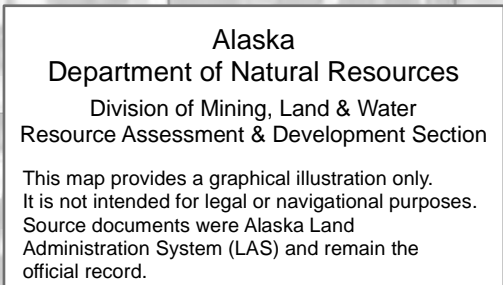 Alaska
Department of Natural Resources
Division of Mining, Land & Water
Resource Assessment & Development Section
This map provides a graphical illustration only.
It is not intended for legal or navigational purposes.
Source documents were Alaska Land
Administration System (LAS) and remain the
official record.